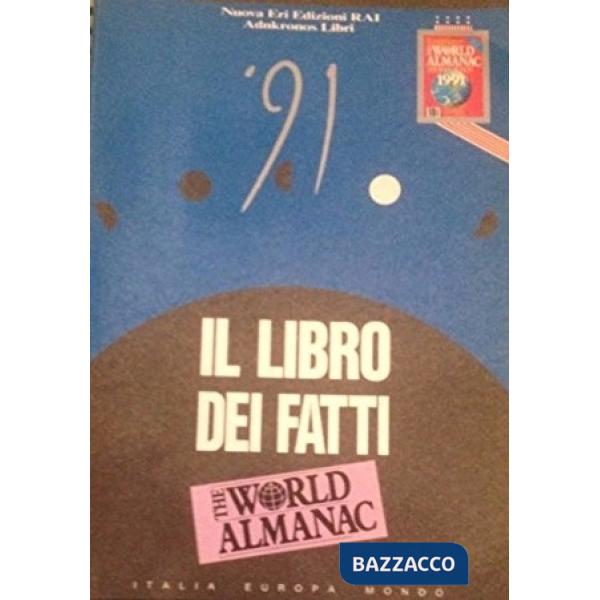 Nuova Eri Edizioni RAI
Adnkronos Libri
'91
THE WORLD
ALMANAC
1991
IL LIBRO
DEI FATTI
THE WORLD
ALMANAC
ITALIA EUROPA MONDO
BAZZACCO